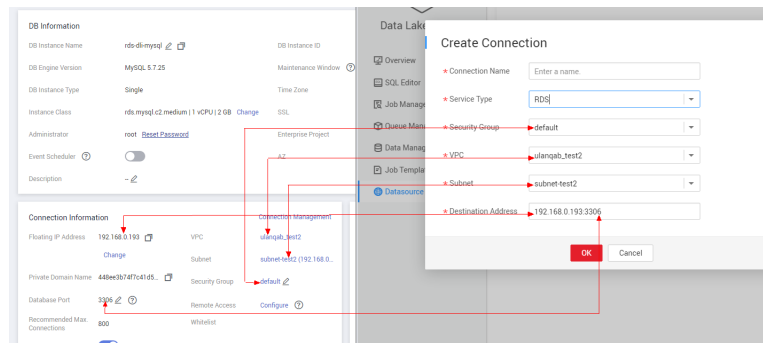 DB Information
DB Instance Name rds-dli-mysql DB Instance ID
DB Engine Version MySQL 5.7.25 Maintenance Window
DB Instance Type Single Time Zone
Instance Class rds.mysql.c2.medium | 1 vCPU | 2 GB Change SSL
Administrator root Reset Password Enterprise Project
Event Scheduler AZ
Description –
Connection Information Connection Management
Floating IP Address 192.168.0.193 VPC ulanqab_test2
Change
Subnet subnet-test2 (192.168.0...
Private Domain Name 448ee3b74f7c41d5... Security Group default
Database Port 3306 Remote Access Configure
Recommended Max. Connections 800 Whitelist
Data Lake
Overview
SQL Editor
Job Manage
Queue Mana
Data Manag
Job Templa
Datasource
Create Connection
* Connection Name Enter a name.
* Service Type RDS
* Security Group default
* VPC ulanqab_test2
* Subnet subnet-test2
* Destination Address 192.168.0.193:3306
OK Cancel